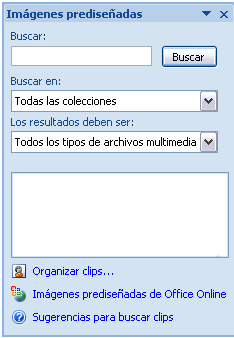 Imágenes prediseñadas
Buscar:
Buscar
Buscar en:
Todas las colecciones
Los resultados deben ser:
Todos los tipos de archivos multimedia
Organizar clips...
Imágenes prediseñadas de Office Online
Sugerencias para buscar clips